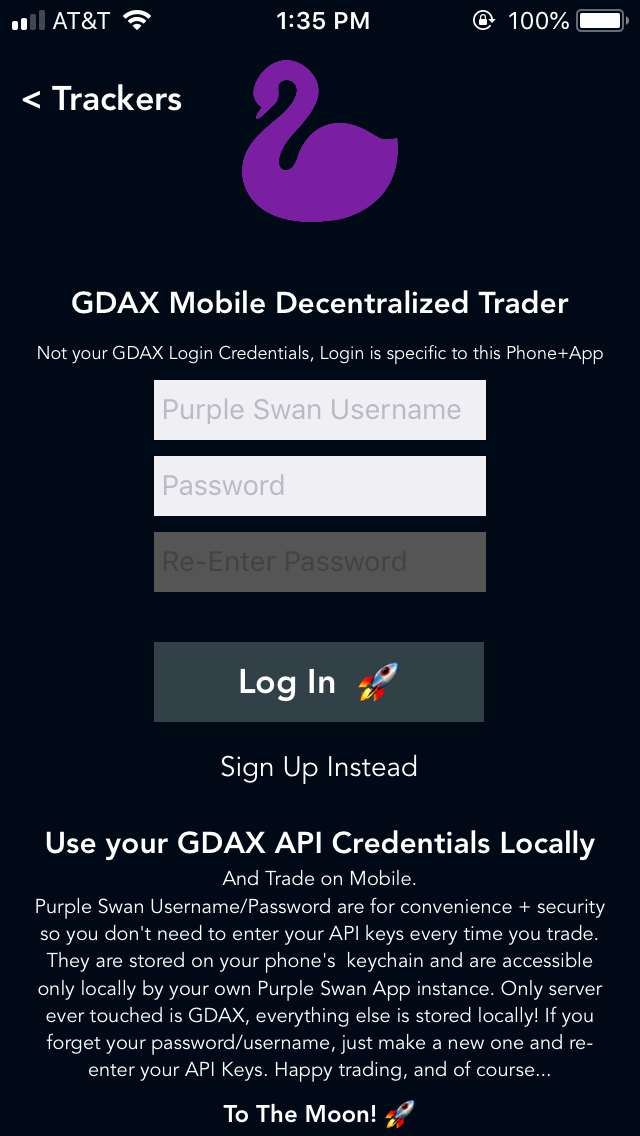 AT&T 1:35 PM 100%
< Trackers
GDAX Mobile Decentralized Trader
Not your GDAX Login Credentials, Login is specific to this Phone+App
Purple Swan Username
Password
Re-Enter Password
Log In 🚀
Sign Up Instead
Use your GDAX API Credentials Locally
And Trade on Mobile.
Purple Swan Username/Password are for convenience + security
so you don't need to enter your API keys every time you trade.
They are stored on your phone's  keychain and are accessible
only locally by your own Purple Swan App instance. Only server
ever touched is GDAX, everything else is stored locally! If you
forget your password/username, just make a new one and re-
enter your API Keys. Happy trading, and of course...
To The Moon! 🚀